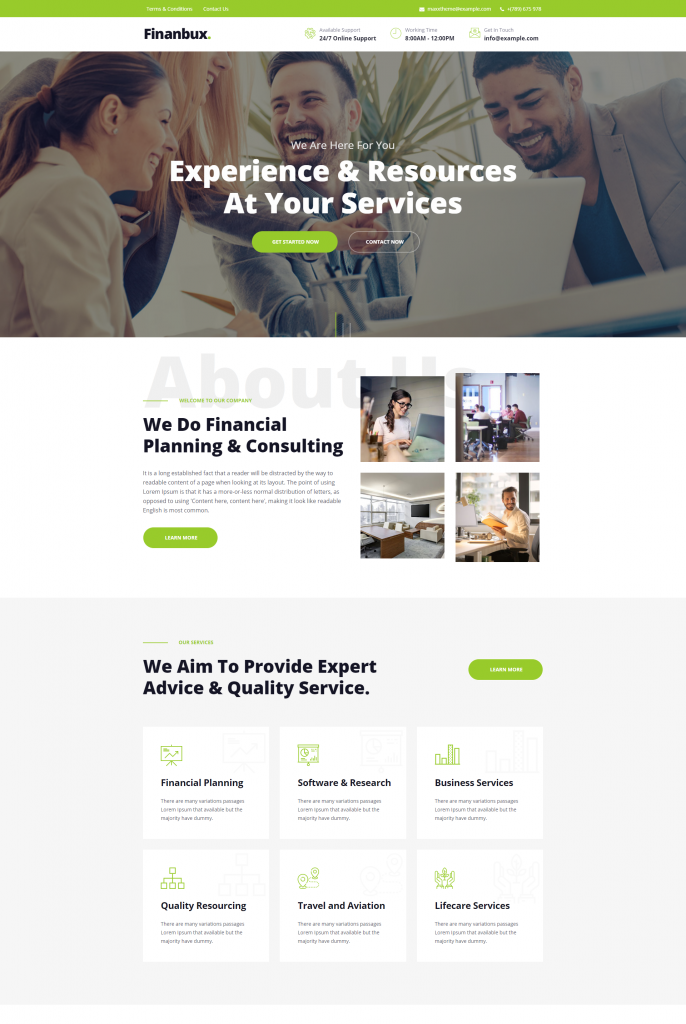 Terms & Conditions Contact Us
masstheme@example.com +(789) 675 978
Finanbux.
Available Support
24/7 Online Support
Working Time
8:00AM - 12:00PM
Get In Touch
info@example.com
We Are Here For You
Experience & Resources
At Your Services
GET STARTED NOW
CONTACT NOW
About Us
WELCOME TO OUR COMPANY
We Do Financial
Planning & Consulting
It is a long established fact that a reader will be distracted by the way to
readable content of a page when looking at its layout. The point of using
Lorem Ipsum is that it has a more-or-less normal distribution of letters, as
opposed to using 'Content here, content here', making it look like readable
English is most common.
LEARN MORE
OUR SERVICES
We Aim To Provide Expert
Advice & Quality Service.
LEARN MORE
Financial Planning
There are many variations passages
Lorem Ipsum that available but the
majority have dummy.
Software & Research
There are many variations passages
Lorem Ipsum that available but the
majority have dummy.
Business Services
There are many variations passages
Lorem Ipsum that available but the
majority have dummy.
Quality Resourcing
There are many variations passages
Lorem Ipsum that available but the
majority have dummy.
Travel and Aviation
There are many variations passages
Lorem Ipsum that available but the
majority have dummy.
Lifecare Services
There are many variations passages
Lorem Ipsum that available but the
majority have dummy.